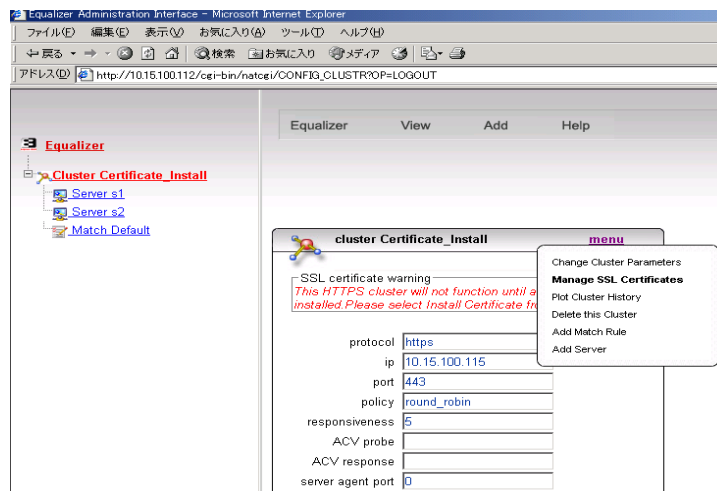 Equalizer Administration Interface - Microsoft Internet Explorer
ファイル(F) 編集(E) 表示(V) お気に入り(A) ツール(T) ヘルプ(H)
戻る 検索 お気に入り メディア
アドレス(D) http://10.15.100.112/cgi-bin/natcgi/CONFIG_CLUSTR?OP=LOGOUT
Equalizer View Add Help
Equalizer
Cluster Certificate_Install
Server s1
Server s2
Match Default
cluster Certificate_Install menu
Change Cluster Parameters
Manage SSL Certificates
Plot Cluster History
Delete this Cluster
Add Match Rule
Add Server
SSL certificate warning
This HTTPS cluster will not function until a
installed.Please select Install Certificate
protocol https
ip 10.15.100.115
port 443
policy round_robin
responsiveness 5
ACV probe
ACV response
server agent port 0